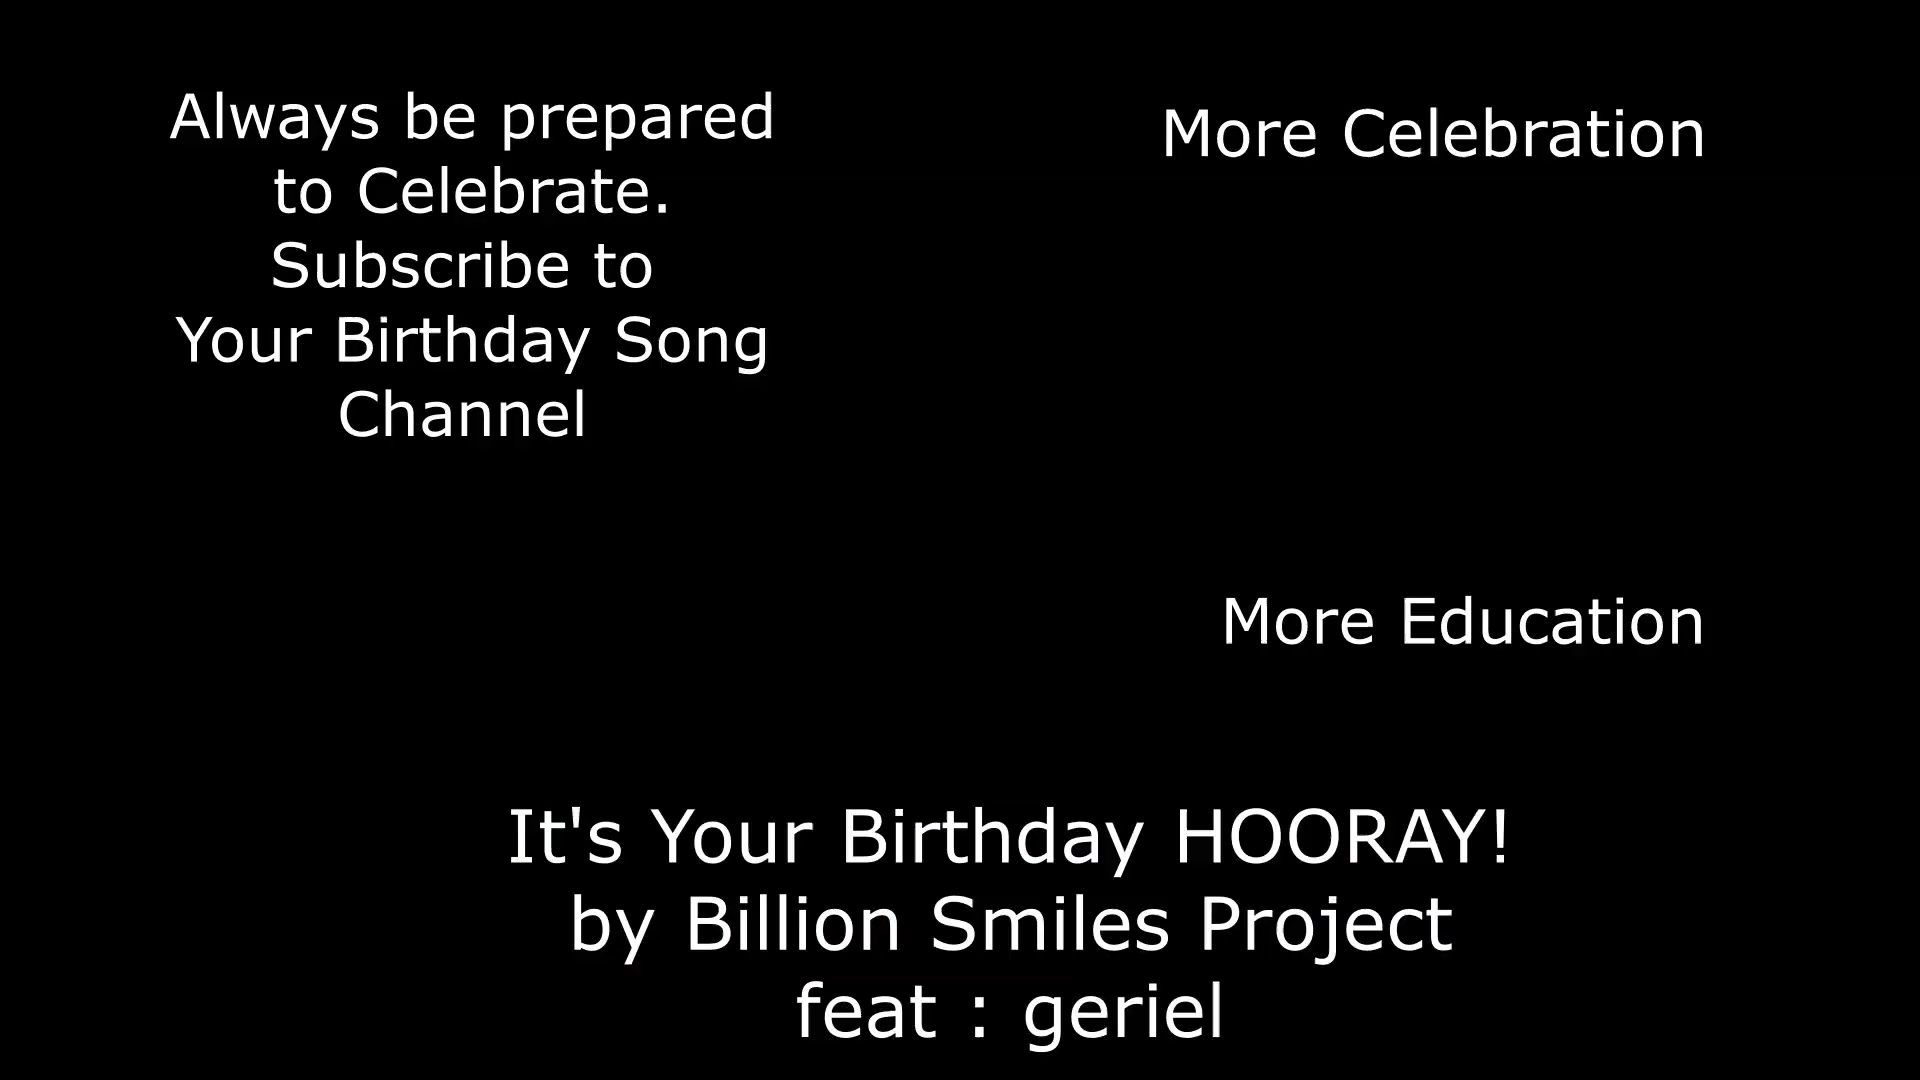 Always be prepared
to Celebrate.
Subscribe to
Your Birthday Song
Channel
More Celebration
More Education
It's Your Birthday HOORAY!
by Billion Smiles Project
feat : geriel